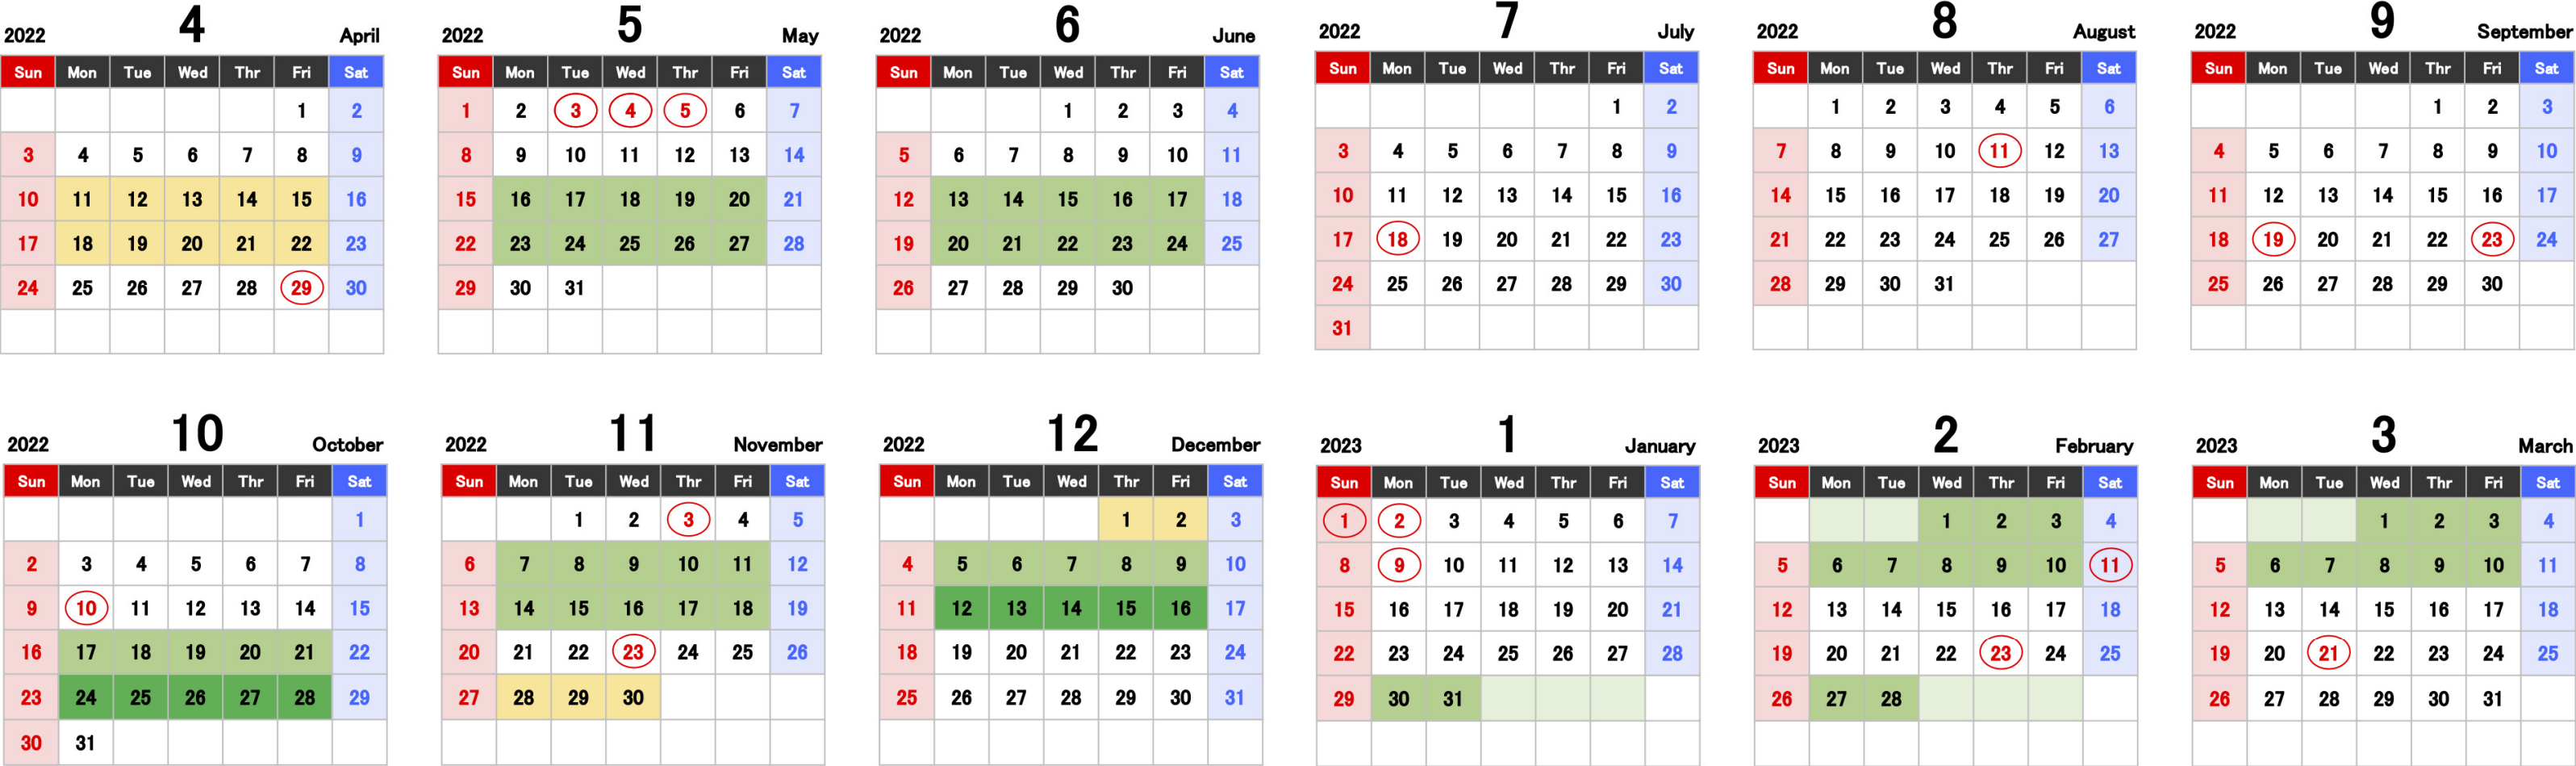 2022 4 April
Sun Mon Tue Wed Thr Fri Sat
1 2
3 4 5 6 7 8 9
10 11 12 13 14 15 16
17 18 19 20 21 22 23
24 25 26 27 28 29 30
2022 5 May
Sun Mon Tue Wed Thr Fri Sat
1 2 3 4 5 6 7
8 9 10 11 12 13 14
15 16 17 18 19 20 21
22 23 24 25 26 27 28
29 30 31
2022 6 June
Sun Mon Tue Wed Thr Fri Sat
1 2 3 4
5 6 7 8 9 10 11
12 13 14 15 16 17 18
19 20 21 22 23 24 25
26 27 28 29 30
2022 7 July
Sun Mon Tue Wed Thr Fri Sat
1 2
3 4 5 6 7 8 9
10 11 12 13 14 15 16
17 18 19 20 21 22 23
24 25 26 27 28 29 30
31
2022 8 August
Sun Mon Tue Wed Thr Fri Sat
1 2 3 4 5 6
7 8 9 10 11 12 13
14 15 16 17 18 19 20
21 22 23 24 25 26 27
28 29 30 31
2022 9 September
Sun Mon Tue Wed Thr Fri Sat
1 2 3
4 5 6 7 8 9 10
11 12 13 14 15 16 17
18 19 20 21 22 23 24
25 26 27 28 29 30
2022 10 October
Sun Mon Tue Wed Thr Fri Sat
1
2 3 4 5 6 7 8
9 10 11 12 13 14 15
16 17 18 19 20 21 22
23 24 25 26 27 28 29
30 31
2022 11 November
Sun Mon Tue Wed Thr Fri Sat
1 2 3 4 5
6 7 8 9 10 11 12
13 14 15 16 17 18 19
20 21 22 23 24 25 26
27 28 29 30
2022 12 December
Sun Mon Tue Wed Thr Fri Sat
1 2 3
4 5 6 7 8 9 10
11 12 13 14 15 16 17
18 19 20 21 22 23 24
25 26 27 28 29 30 31
2023 1 January
Sun Mon Tue Wed Thr Fri Sat
1 2 3 4 5 6 7
8 9 10 11 12 13 14
15 16 17 18 19 20 21
22 23 24 25 26 27 28
29 30 31
2023 2 February
Sun Mon Tue Wed Thr Fri Sat
1 2 3 4
5 6 7 8 9 10 11
12 13 14 15 16 17 18
19 20 21 22 23 24 25
26 27 28
2023 3 March
Sun Mon Tue Wed Thr Fri Sat
1 2 3 4
5 6 7 8 9 10 11
12 13 14 15 16 17 18
19 20 21 22 23 24 25
26 27 28 29 30 31